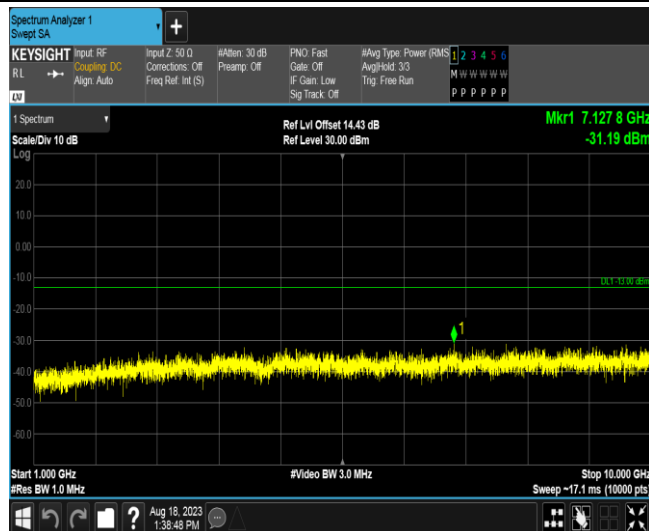 Spectrum Analyzer 1
Swept SA
+
KEYSIGHT
RL
LXI
Input: RF
Coupling: DC
Align: Auto
Input Z: 50 Ω
Corrections: Off
Freq Ref: Int (S)
#Atten: 30 dB
Preamp: Off
PNO: Fast
Gate: Off
IF Gain: Low
Sig Track: Off
#Avg Type: Power (RMS
Avg|Hold: 3/3
Trig: Free Run
1 2 3 4 5 6
M W W W W W
P P P P P P
1 Spectrum
Scale/Div 10 dB
Log
Ref Lvl Offset 14.43 dB
Ref Level 30.00 dBm
Mkr1 7.127 8 GHz
-31.19 dBm
20.0
10.0
0.00
-10.0
DL1 -13.00 dBm
-20.0
-30.0
1
-40.0
-50.0
-60.0
Start 1.000 GHz
#Res BW 1.0 MHz
#Video BW 3.0 MHz
Stop 10.000 GHz
Sweep ~17.1 ms (10000 pts)
?
Aug 18, 2023
1:38:48 PM